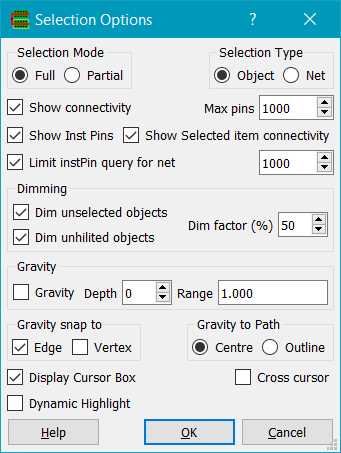 Selection Options
Selection Mode
Selection Type
Full Partial
Object Net
Show connectivity
Max pins 1000
Show Inst Pins
Show Selected item connectivity
Limit instPin query for net
1000
Dimming
Dim unselected objects
Dim unhilited objects
Dim factor (%) 50
Gravity
Gravity Depth 0 Range 1.000
Gravity snap to
Gravity to Path
Edge Vertex
Centre Outline
Display Cursor Box
Cross cursor
Dynamic Highlight
Help OK Cancel